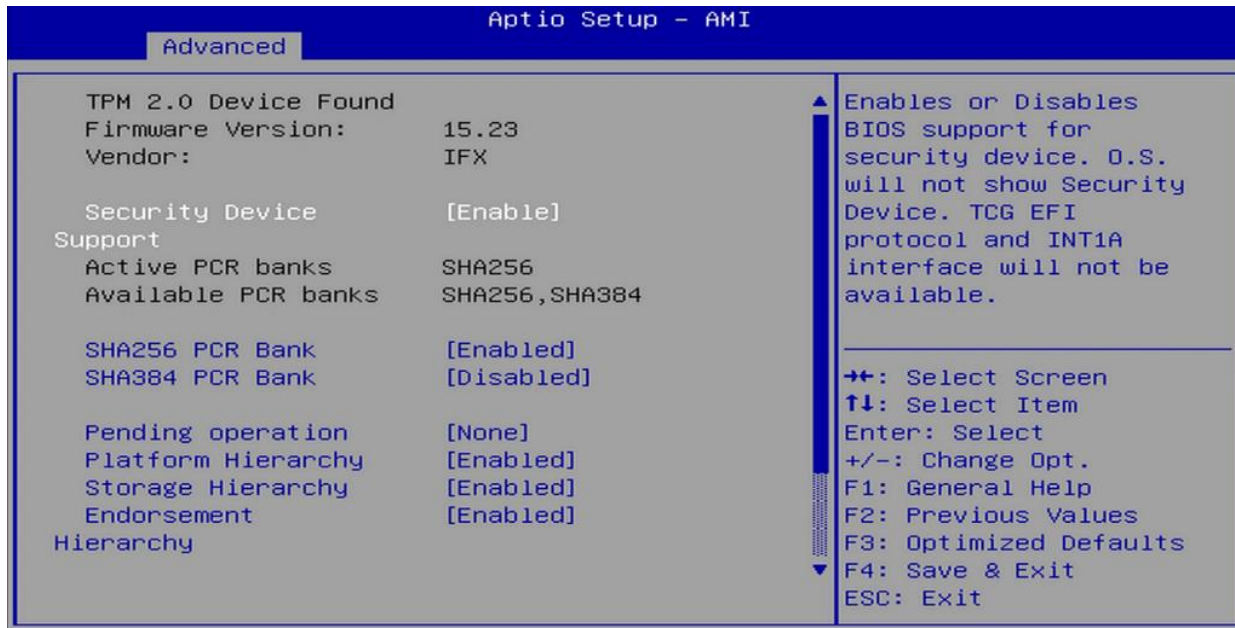 Aptio Setup – AMI
Advanced
TPM 2.0 Device Found
Firmware Version: 15.23
Vendor: IFX
Security Device [Enable]
Support
Active PCR banks SHA256
Available PCR banks SHA256,SHA384
SHA256 PCR Bank [Enabled]
SHA384 PCR Bank [Disabled]
Pending operation [None]
Platform Hierarchy [Enabled]
Storage Hierarchy [Enabled]
Endorsement [Enabled]
Hierarchy
Enables or Disables
BIOS support for
security device. O.S.
will not show Security
Device. TCG EFI
protocol and INT1A
interface will not be
available.
→←: Select Screen
↑↓: Select Item
Enter: Select
+/-: Change Opt.
F1: General Help
F2: Previous Values
F3: Optimized Defaults
F4: Save & Exit
ESC: Exit